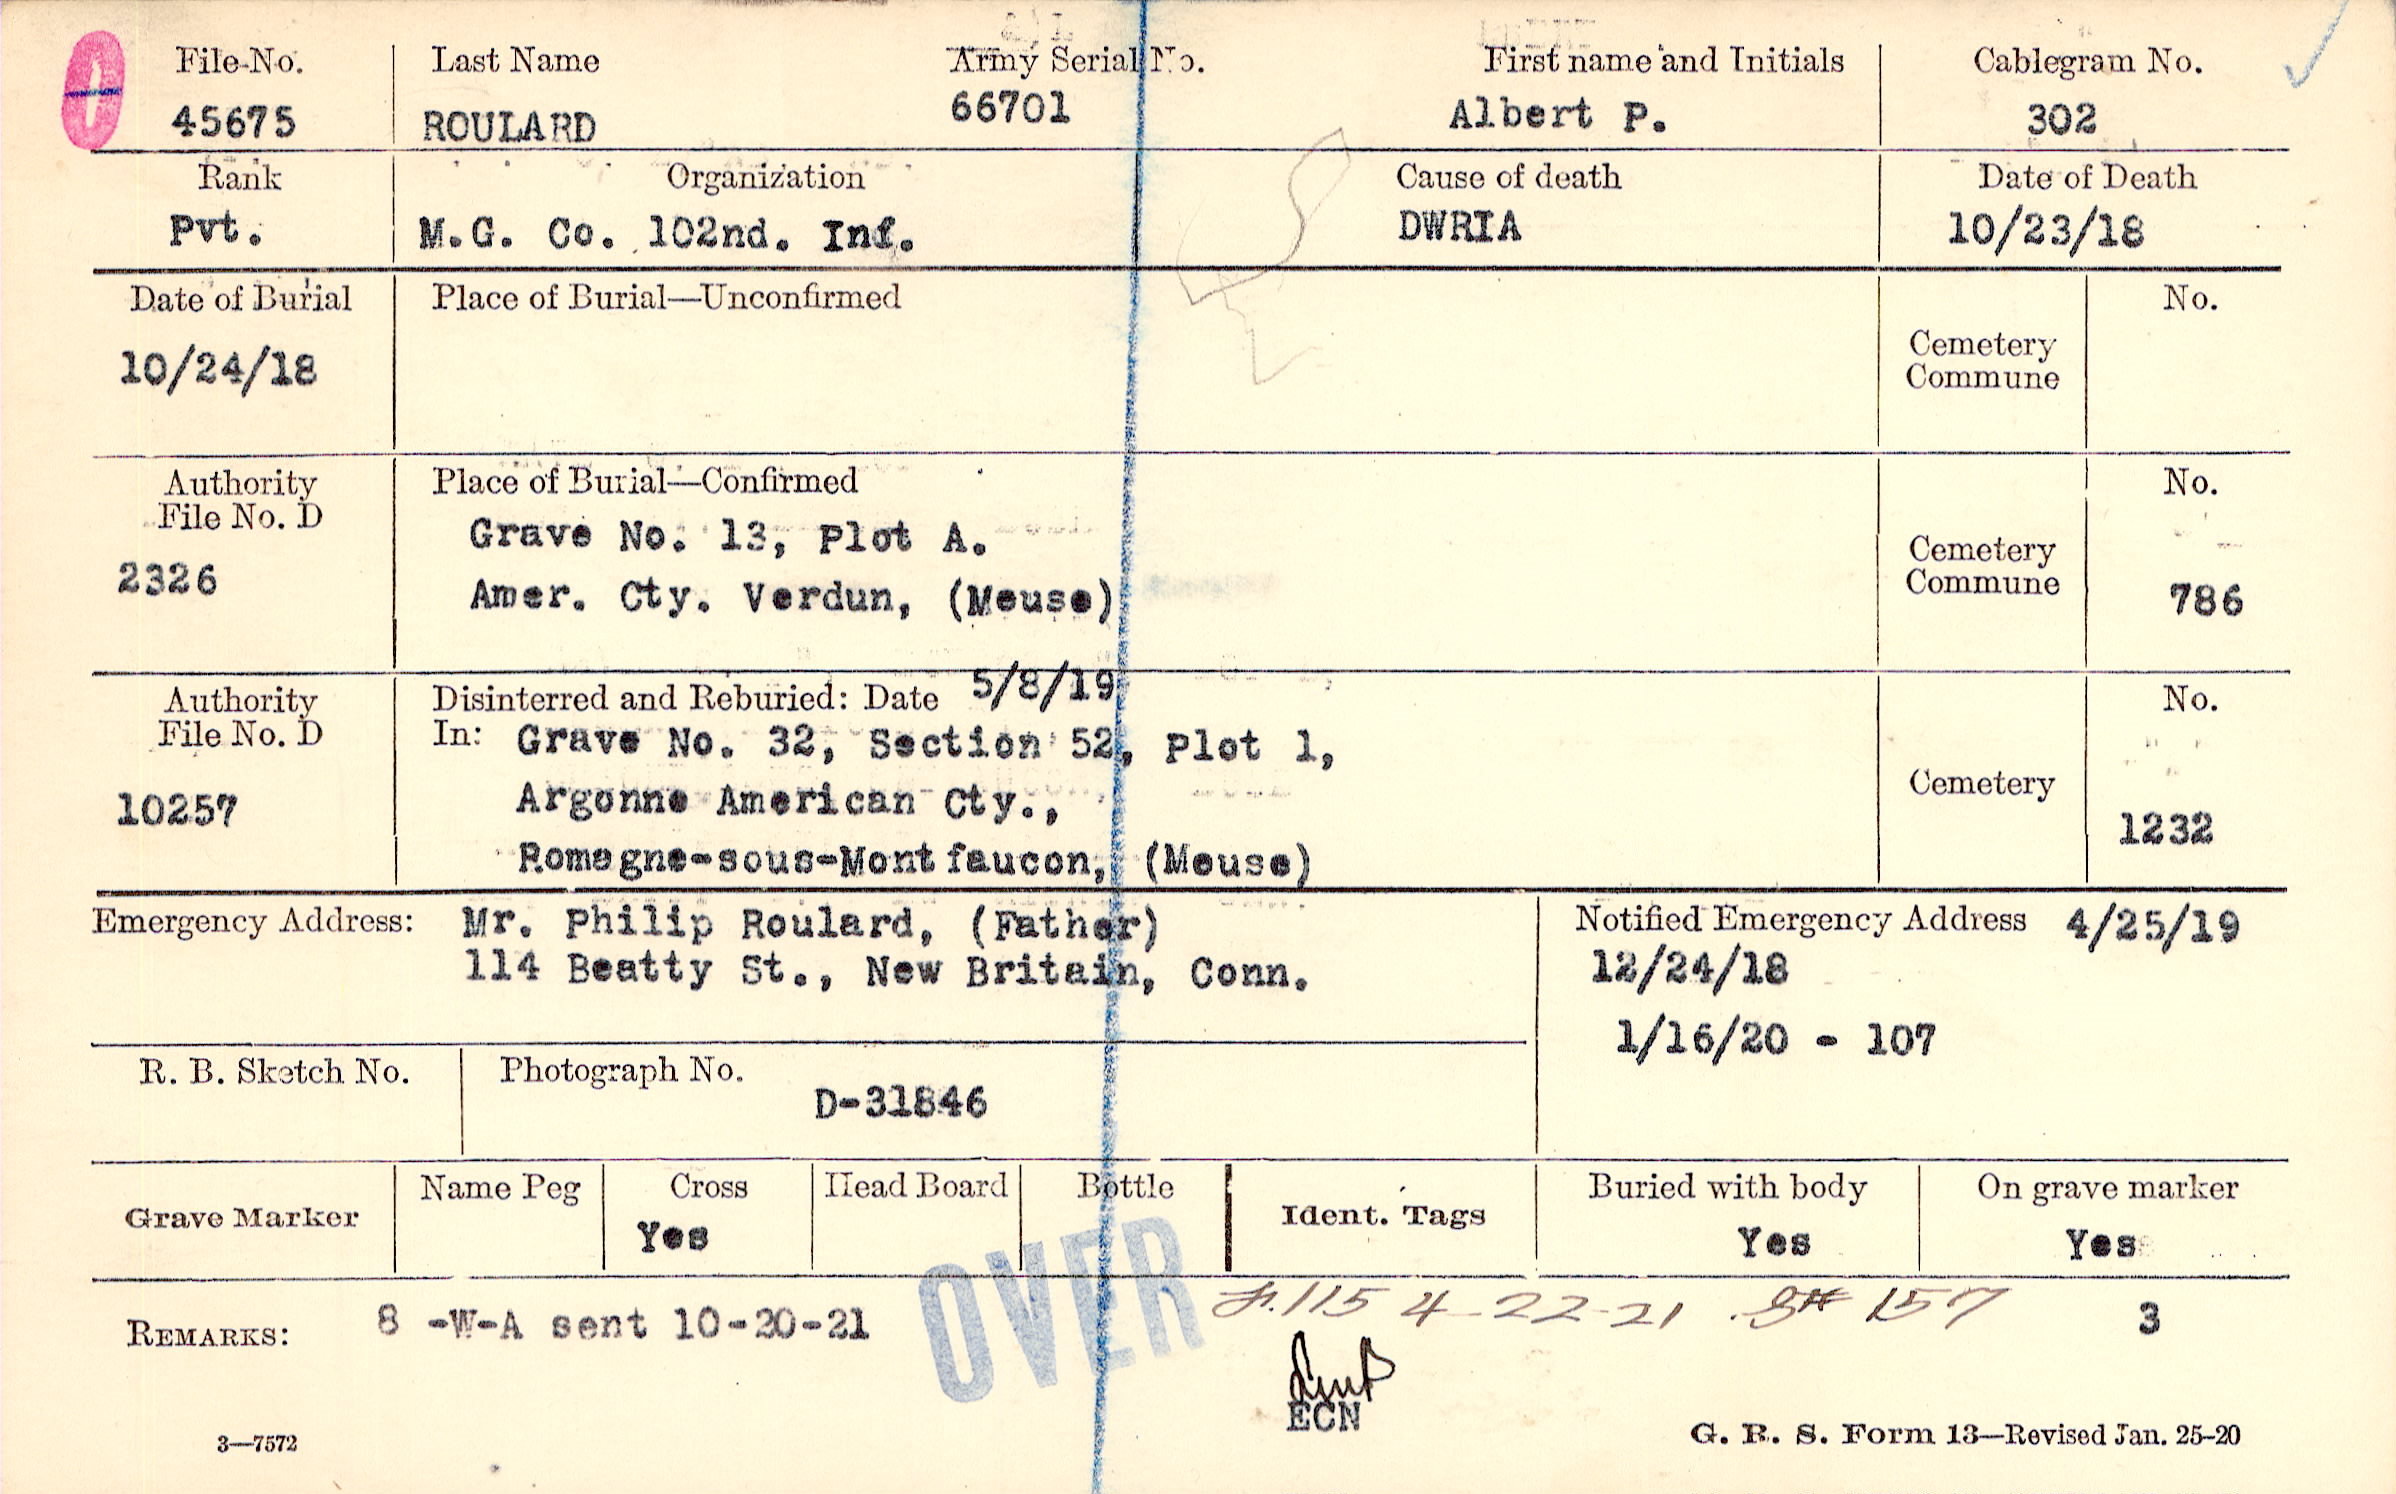 File No. Last Name Army Serial No. First name and Initials Cablegram No.
45675 ROULARD 66701 Albert P. 302
Rank Organization Cause of death Date of Death
Pvt. M.G. Co. 102nd. Inf. DWRIA 10/23/18
Date of Burial Place of Burial—Unconfirmed No.
10/24/18
Cemetery
Commune
Authority Place of Burial—Confirmed No.
File No. D
2326
Grave No. 13, Plot A.
Amer. Cty. Verdun, (Meuse)
Cemetery
Commune
786
Authority Disinterred and Reburied: Date 5/8/19 No.
File No. D In: Grave No. 32, Section 52, Plot 1,
10257 Argonne American Cty.,
Romagne-sous-Montfaucon, (Meuse)
Cemetery
1232
Emergency Address: Mr. Philip Roulard, (Father)
114 Beatty St., New Britain, Conn.
Notified Emergency Address 4/25/19
12/24/18
1/16/20 - 107
R. B. Sketch No. Photograph No.
D-31846
Grave Marker Name Peg Cross Head Board Bottle Ident. Tags Buried with body On grave marker
Yes Yes Yes
OVER
REMARKS: 8 -W-A sent 10-20-21
115 4-22-21 157 3
ECN
3—7572 G. R. S. Form 13—Revised Jan. 25-20